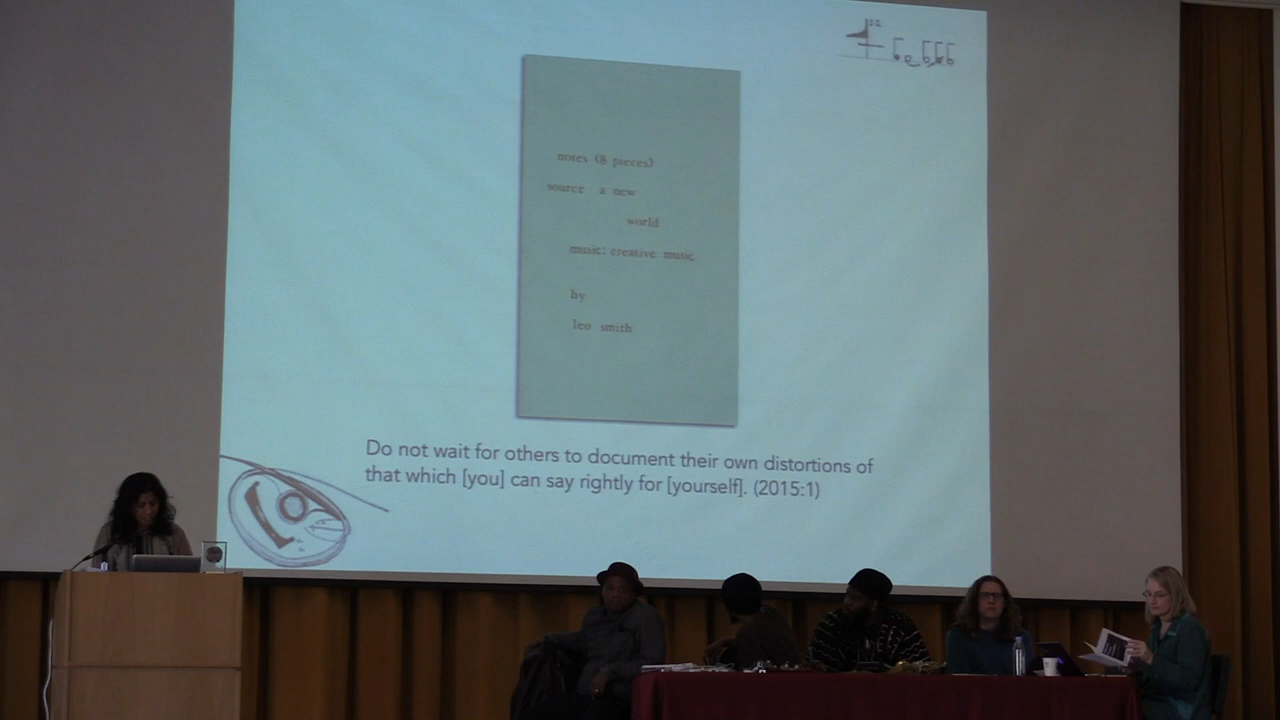 notes (8 pieces)
source a new
world
music: creative music
by
leo smith
Do not wait for others to document their own distortions of
that which [you] can say rightly for [yourself]. (2015:1)